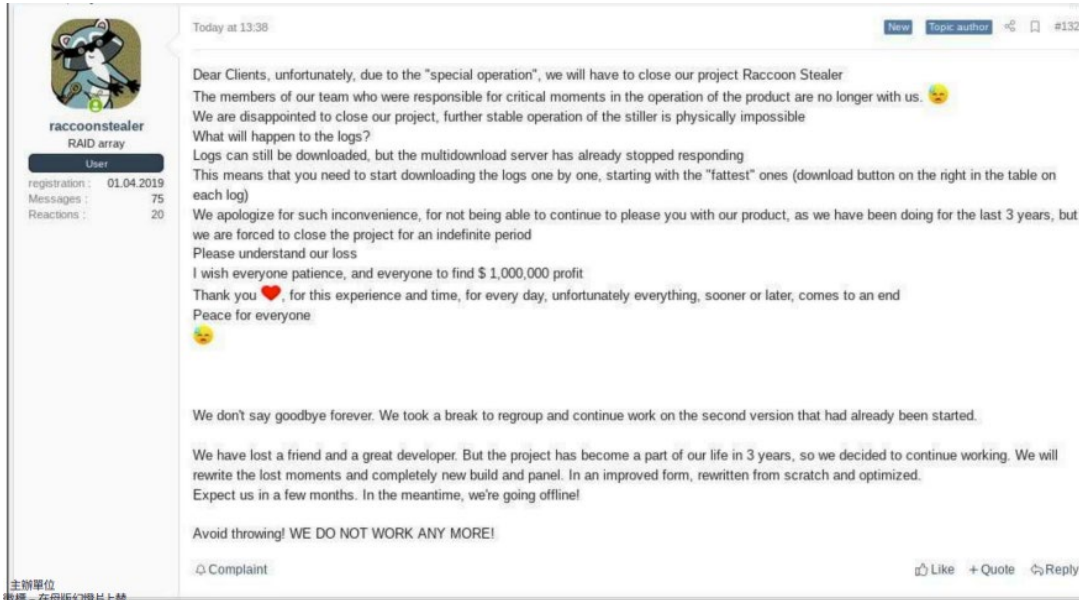 Today at 13:38
New
Topic author
#132
raccoonstealer
RAID array
User
registration : 01.04.2019
Messages : 75
Reactions : 20
Dear Clients, unfortunately, due to the "special operation", we will have to close our project Raccoon Stealer
The members of our team who were responsible for critical moments in the operation of the product are no longer with us.
We are disappointed to close our project, further stable operation of the stiller is physically impossible
What will happen to the logs?
Logs can still be downloaded, but the multidownload server has already stopped responding
This means that you need to start downloading the logs one by one, starting with the "fattest" ones (download button on the right in the table on
each log)
We apologize for such inconvenience, for not being able to continue to please you with our product, as we have been doing for the last 3 years, but
we are forced to close the project for an indefinite period
Please understand our loss
I wish everyone patience, and everyone to find $ 1,000,000 profit
Thank you ❤, for this experience and time, for every day, unfortunately everything, sooner or later, comes to an end
Peace for everyone
We don't say goodbye forever. We took a break to regroup and continue work on the second version that had already been started.
We have lost a friend and a great developer. But the project has become a part of our life in 3 years, so we decided to continue working. We will
rewrite the lost moments and completely new build and panel. In an improved form, rewritten from scratch and optimized.
Expect us in a few months. In the meantime, we're going offline!
Avoid throwing! WE DO NOT WORK ANY MORE!
Complaint
Like + Quote Reply
主辦單位